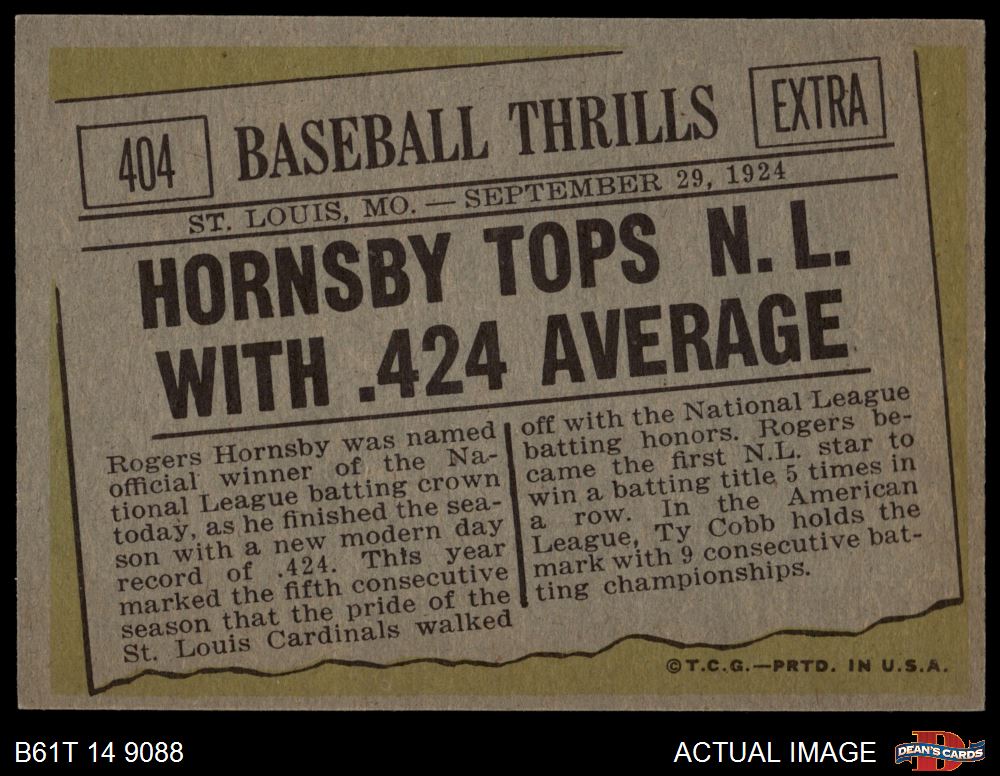 404
BASEBALL THRILLS
EXTRA
ST. LOUIS, MO. — SEPTEMBER 29, 1924
HORNSBY TOPS N. L.
WITH .424 AVERAGE
Rogers Hornsby was named
official winner of the Na-
tional League batting crown
today, as he finished the sea-
son with a new modern day
record of .424. This year
marked the fifth consecutive
season that the pride of the
St. Louis Cardinals walked
off with the National League
batting honors. Rogers be-
came the first N.L. star to
win a batting title 5 times in
a row. In the American
League, Ty Cobb holds the
mark with 9 consecutive bat-
ting championships.
©T.C.G.—PRTD. IN U.S.A.
B61T 14 9088
ACTUAL IMAGE
D
DEAN'S CARDS